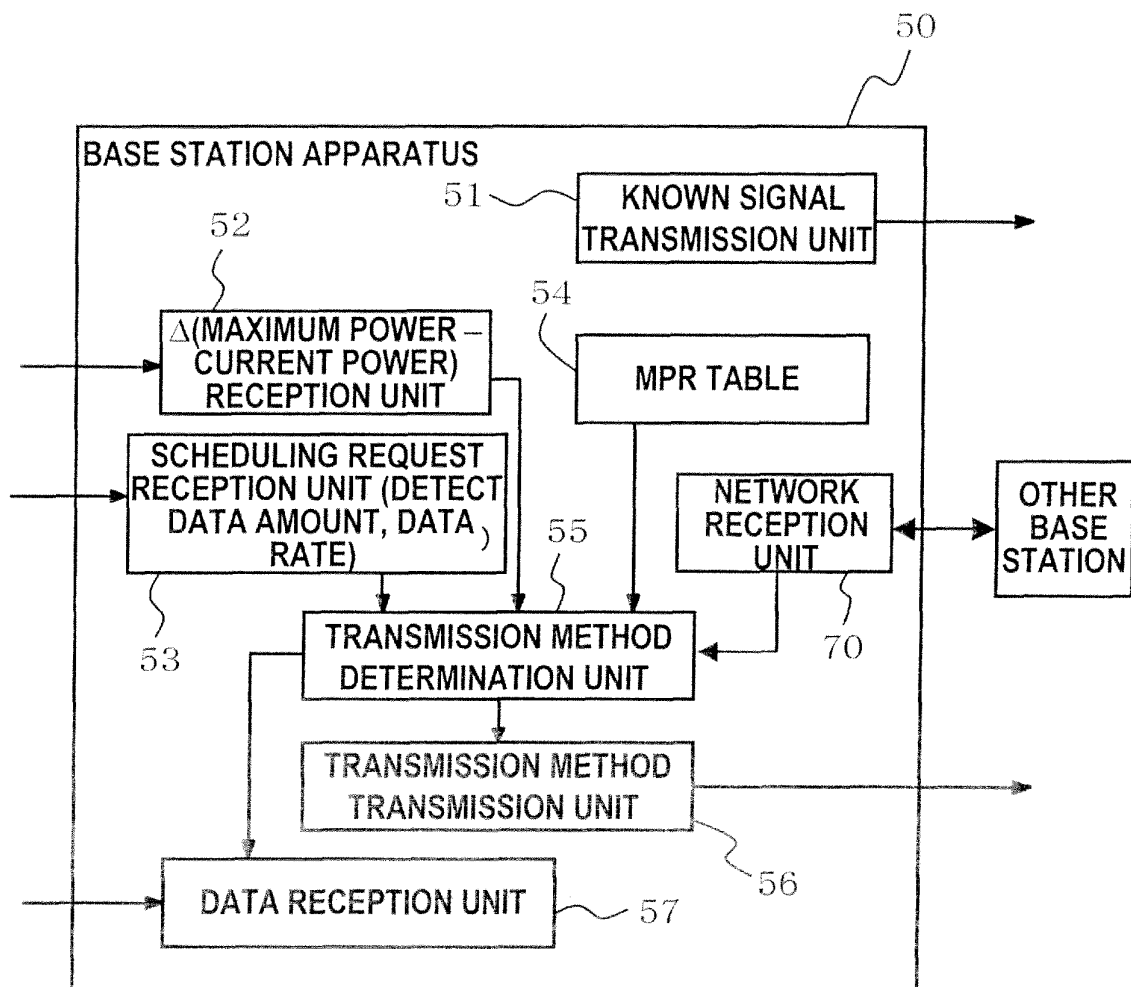 50
BASE STATION APPARATUS
51
KNOWN SIGNAL
TRANSMISSION UNIT
52
Δ(MAXIMUM POWER –
CURRENT POWER)
RECEPTION UNIT
54
MPR TABLE
SCHEDULING REQUEST
RECEPTION UNIT (DETECT
DATA AMOUNT, DATA )
RATE)
53
NETWORK
RECEPTION
UNIT
70
OTHER
BASE
STATION
55
TRANSMISSION METHOD
DETERMINATION UNIT
TRANSMISSION METHOD
TRANSMISSION UNIT
56
DATA RECEPTION UNIT
57